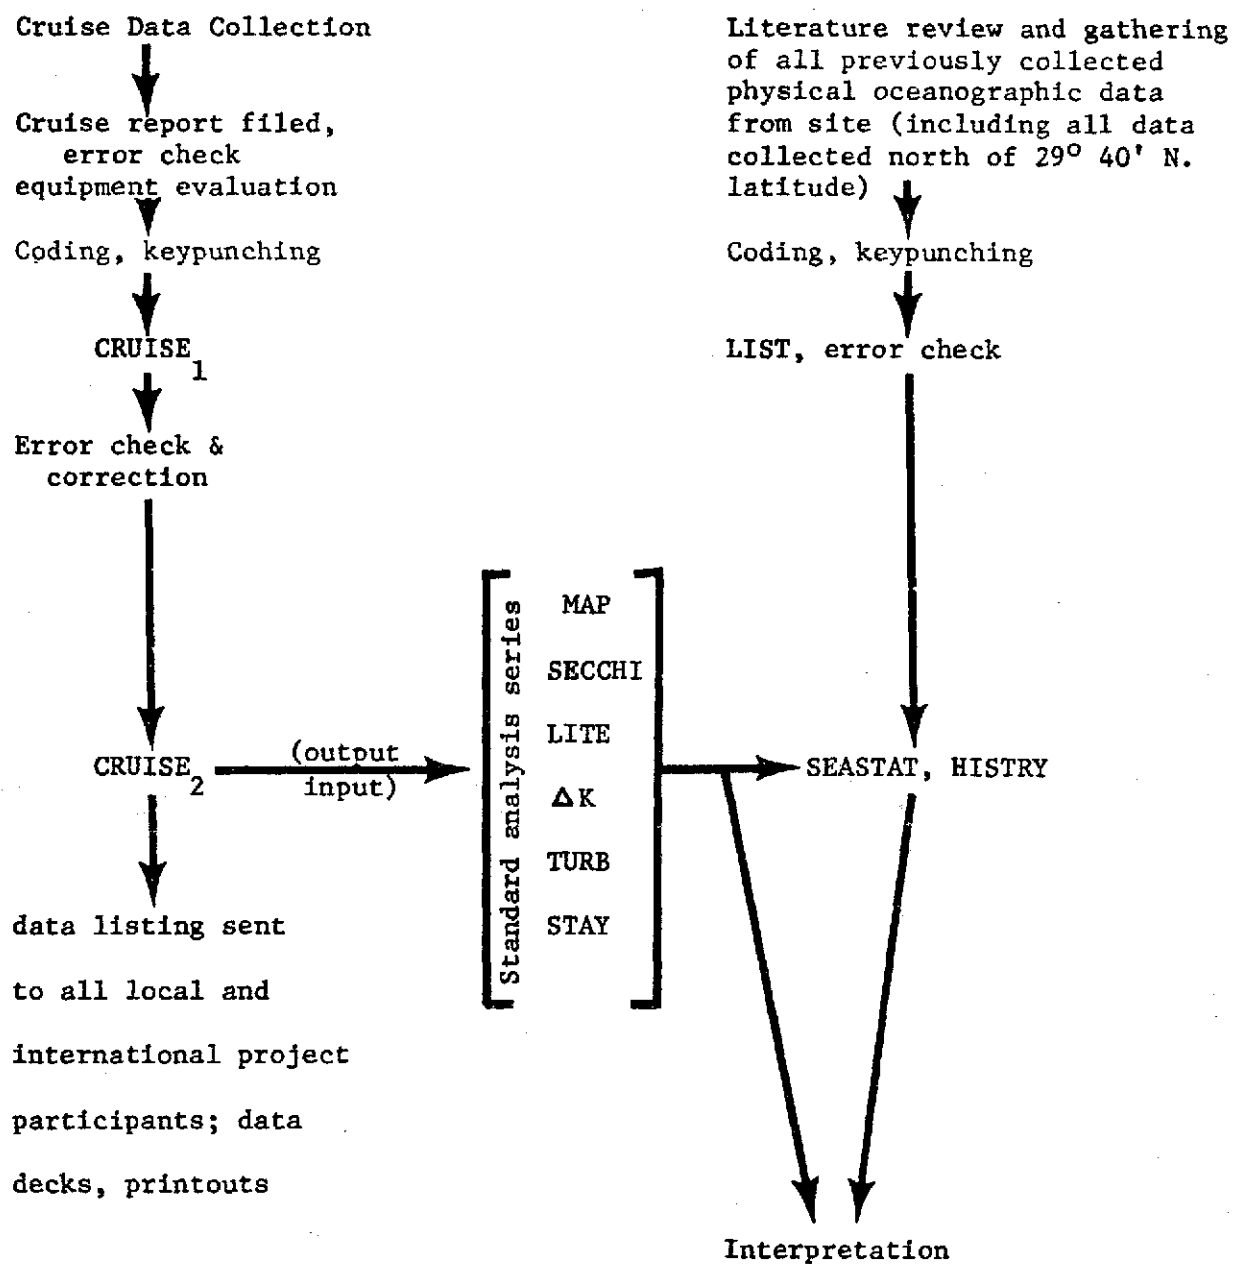 Cruise Data Collection
Cruise report filed,
error check
equipment evaluation
Coding, keypunching
CRUISE1
Error check &
correction
CRUISE2
data listing sent
to all local and
international project
participants; data
decks, printouts
(output
input)
Standard analysis series
MAP
SECCHI
LITE
ΔK
TURB
STAY
Literature review and gathering
of all previously collected
physical oceanographic data
from site (including all data
collected north of 29° 40' N.
latitude)
Coding, keypunching
LIST, error check
SEASTAT, HISTRY
Interpretation